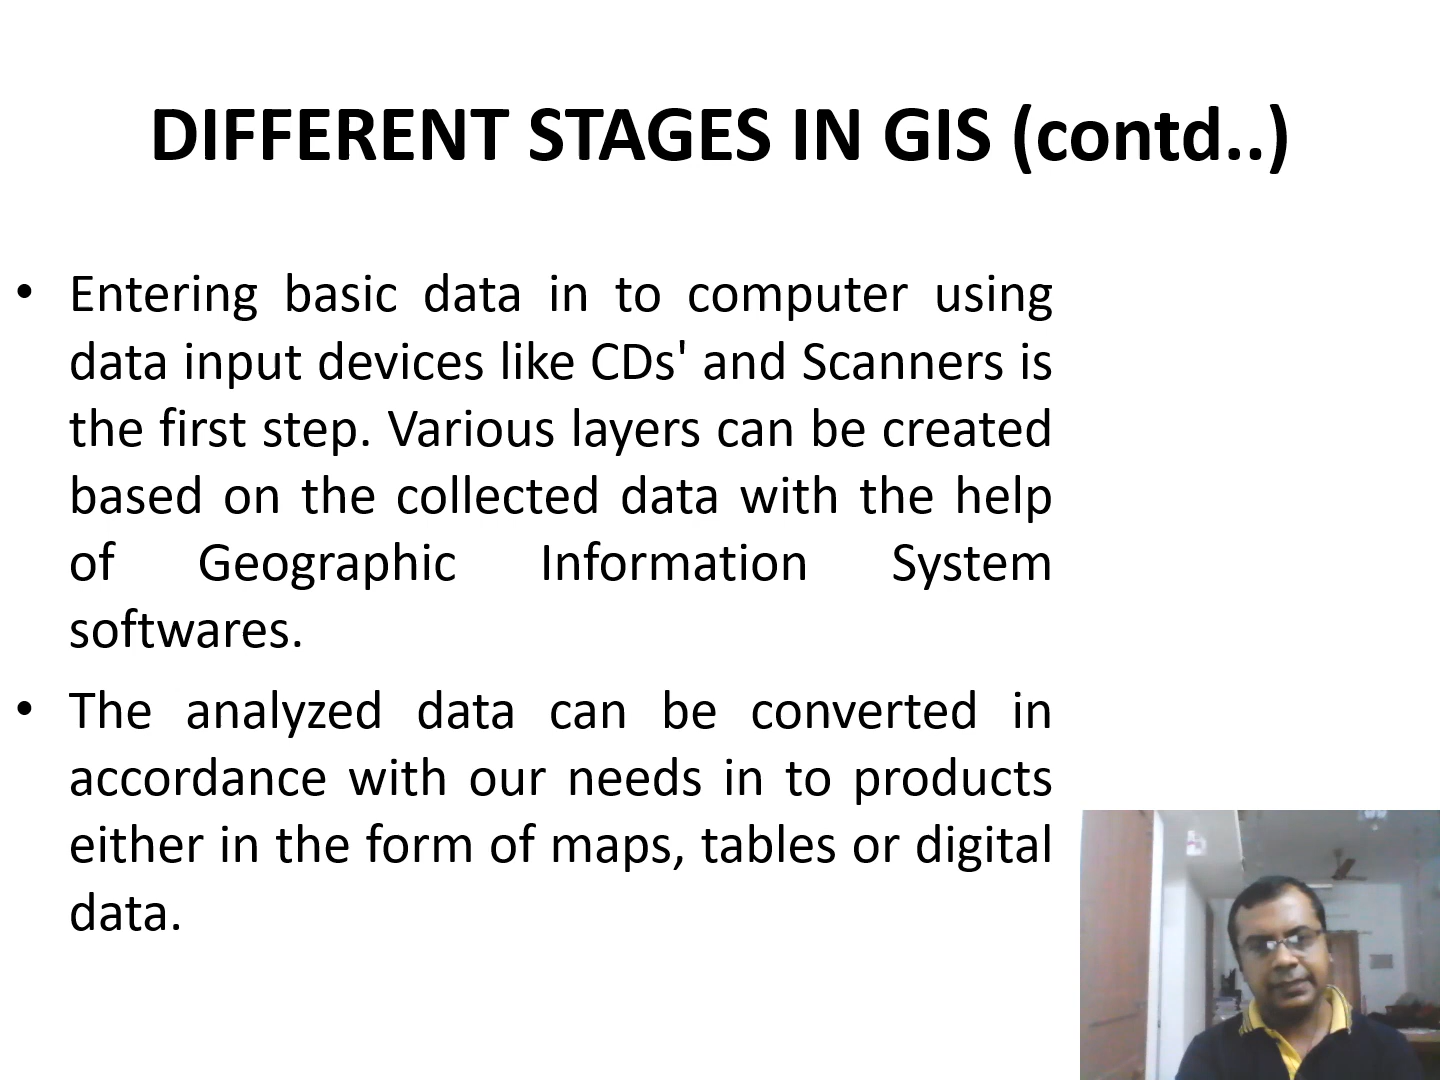 DIFFERENT STAGES IN GIS (contd..)
• Entering basic data in to computer using
data input devices like CDs' and Scanners is
the first step. Various layers can be created
based on the collected data with the help
of Geographic Information System
softwares.
• The analyzed data can be converted in
accordance with our needs in to products
either in the form of maps, tables or digital
data.